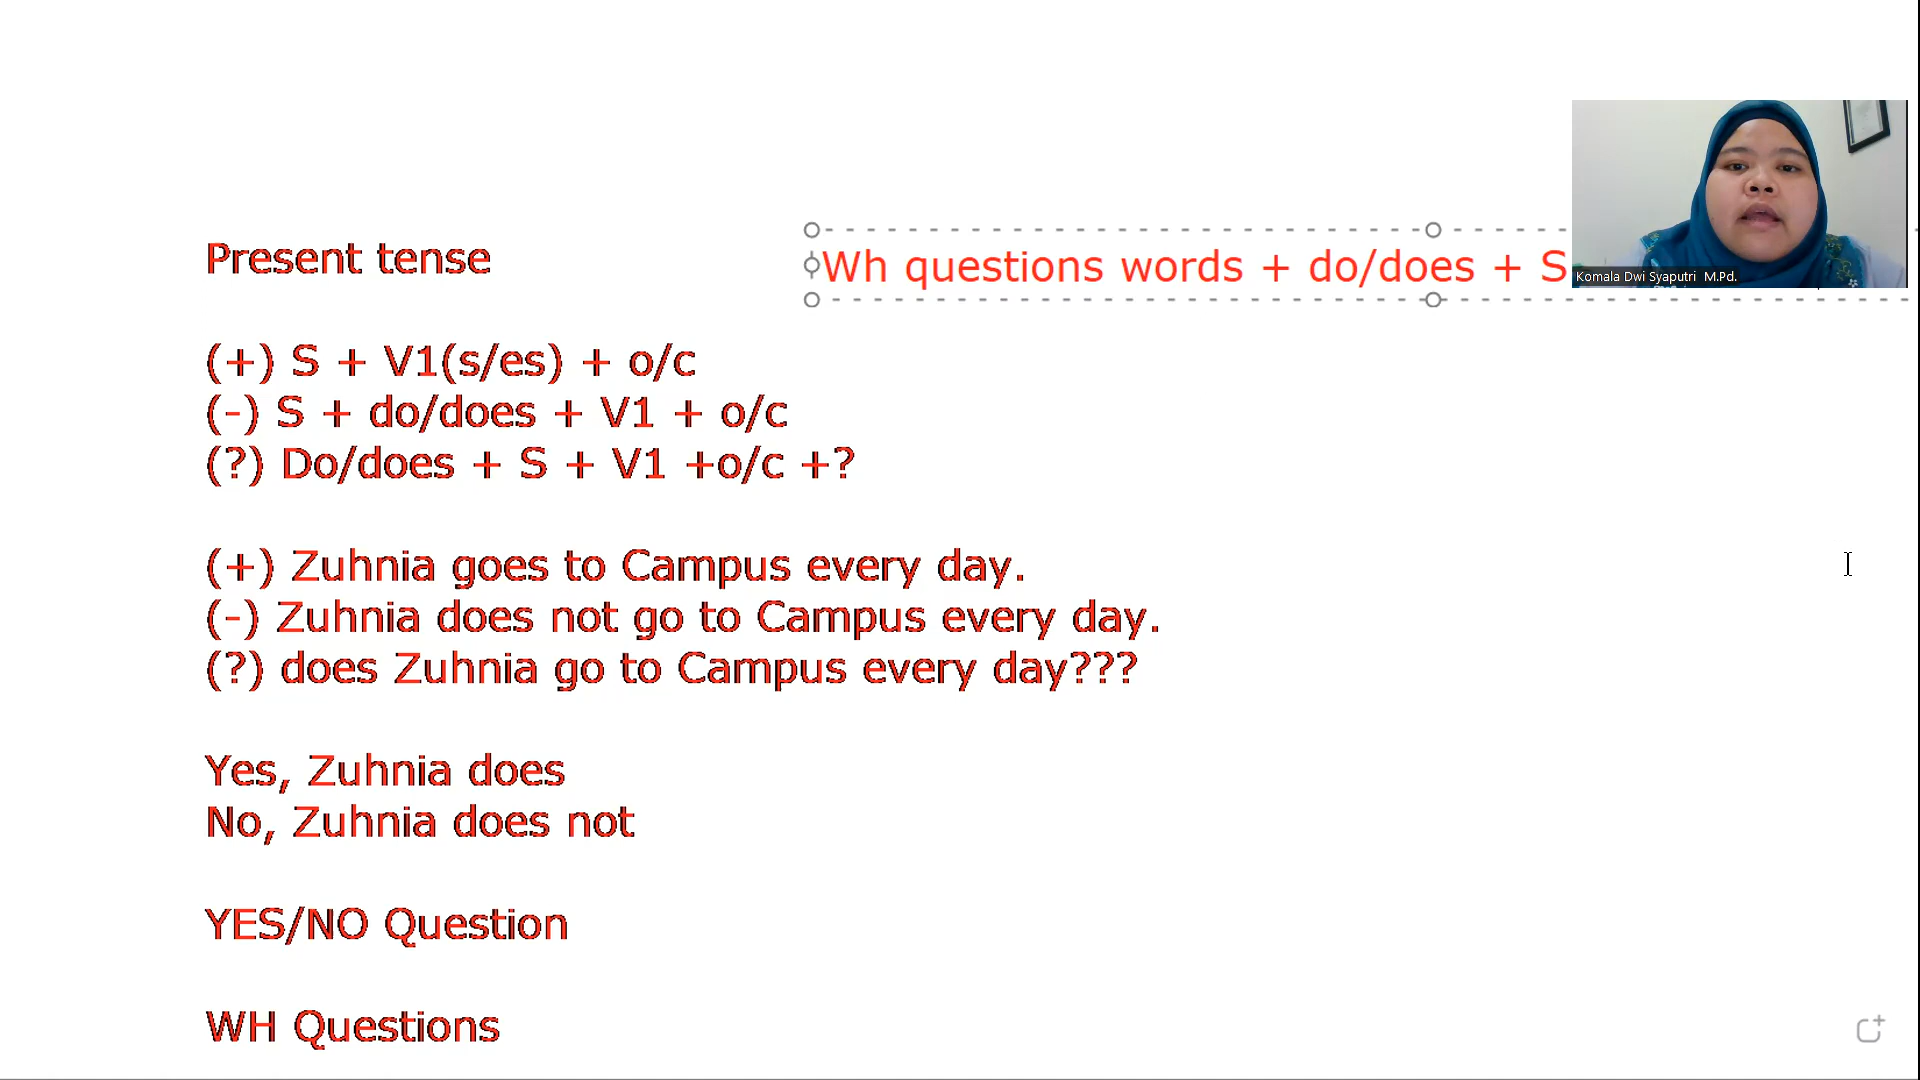 Present tense
Wh questions words + do/does + S
Komala Dwi Syaputri M.Pd.
(+) S + V1(s/es) + o/c
(-) S + do/does + V1 + o/c
(?) Do/does + S + V1 +o/c +?
(+) Zuhnia goes to Campus every day.
(-) Zuhnia does not go to Campus every day.
(?) does Zuhnia go to Campus every day???
Yes, Zuhnia does
No, Zuhnia does not
YES/NO Question
WH Questions